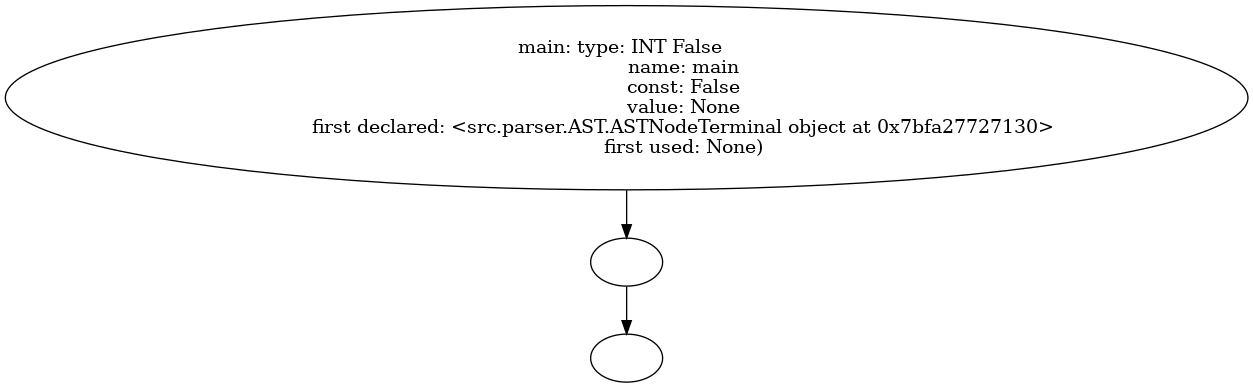 main: type: INT False
name: main
const: False
value: None
first declared: <src.parser.AST.ASTNodeTerminal object at 0x7bfa27727130>
first used: None)